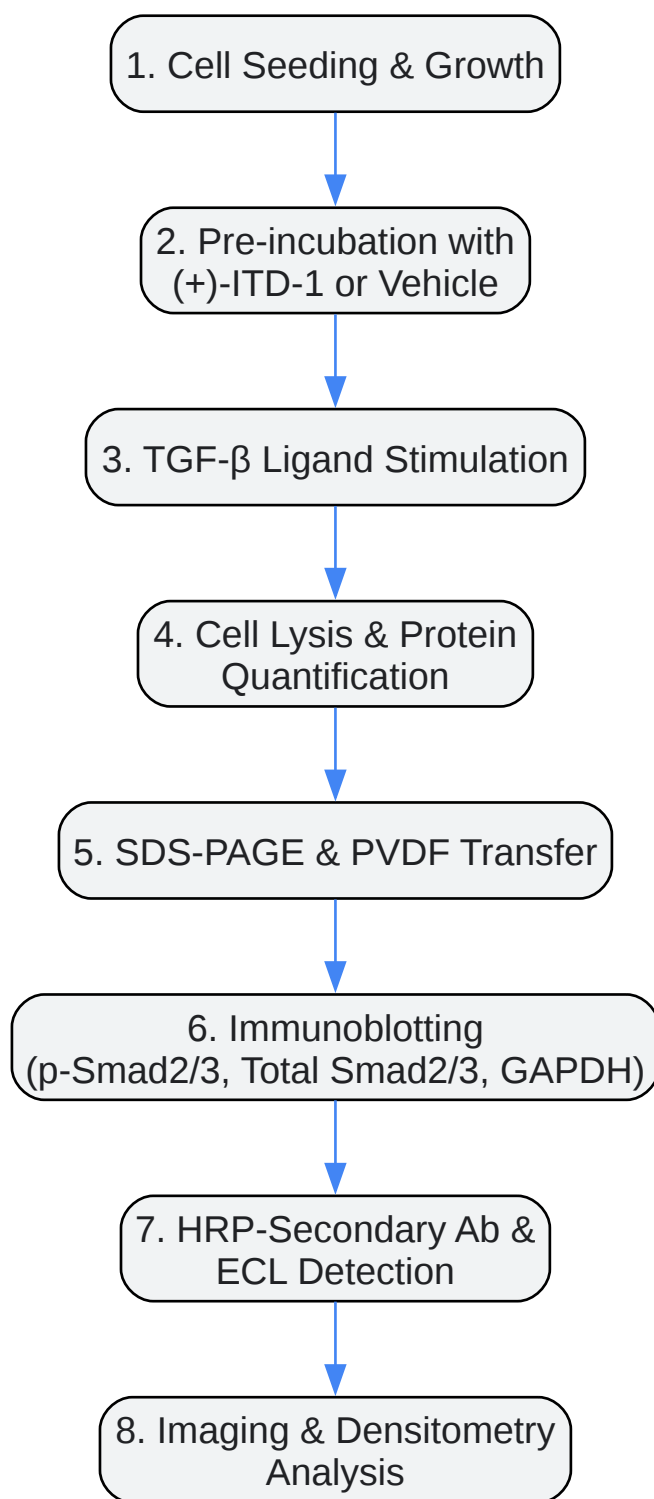 1. Cell Seeding & Growth
2. Pre-incubation with
(+)-ITD-1 or Vehicle
3. TGF-β Ligand Stimulation
4. Cell Lysis & Protein
Quantification
5. SDS-PAGE & PVDF Transfer
6. Immunoblotting
(p-Smad2/3, Total Smad2/3, GAPDH)
7. HRP-Secondary Ab &
ECL Detection
8. Imaging & Densitometry
Analysis